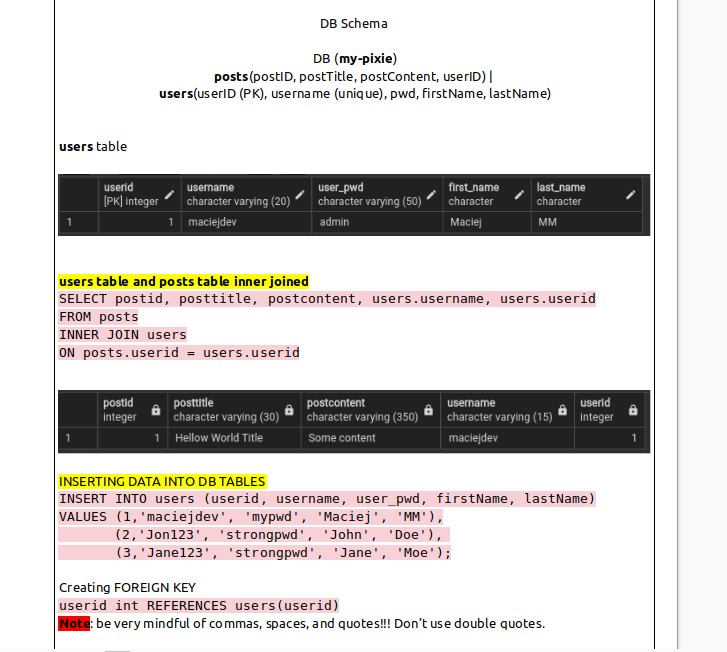 DB Schema
DB (my-pixie)
posts(postID, postTitle, postContent, userID) |
users(userID (PK), username (unique), pwd, firstName, lastName)
users table
userid username user_pwd first_name last_name
[PK] integer character varying (20) character varying (50) character character
1 1 maciejdev admin Maciej MM
users table and posts table inner joined
SELECT postid, posttitle, postcontent, users.username, users.userid
FROM posts
INNER JOIN users
ON posts.userid = users.userid
postid posttitle postcontent username userid
integer character varying (30) character varying (350) character varying (15) integer
1 1 Hellow World Title Some content maciejdev 1
INSERTING DATA INTO DB TABLES
INSERT INTO users (userid, username, user_pwd, firstName, lastName)
VALUES (1,'maciejdev', 'mypwd', 'Maciej', 'MM'),
(2,'Jon123', 'strongpwd', 'John', 'Doe'),
(3,'Jane123', 'strongpwd', 'Jane', 'Moe');
Creating FOREIGN KEY
userid int REFERENCES users(userid)
Note: be very mindful of commas, spaces, and quotes!!! Don't use double quotes.